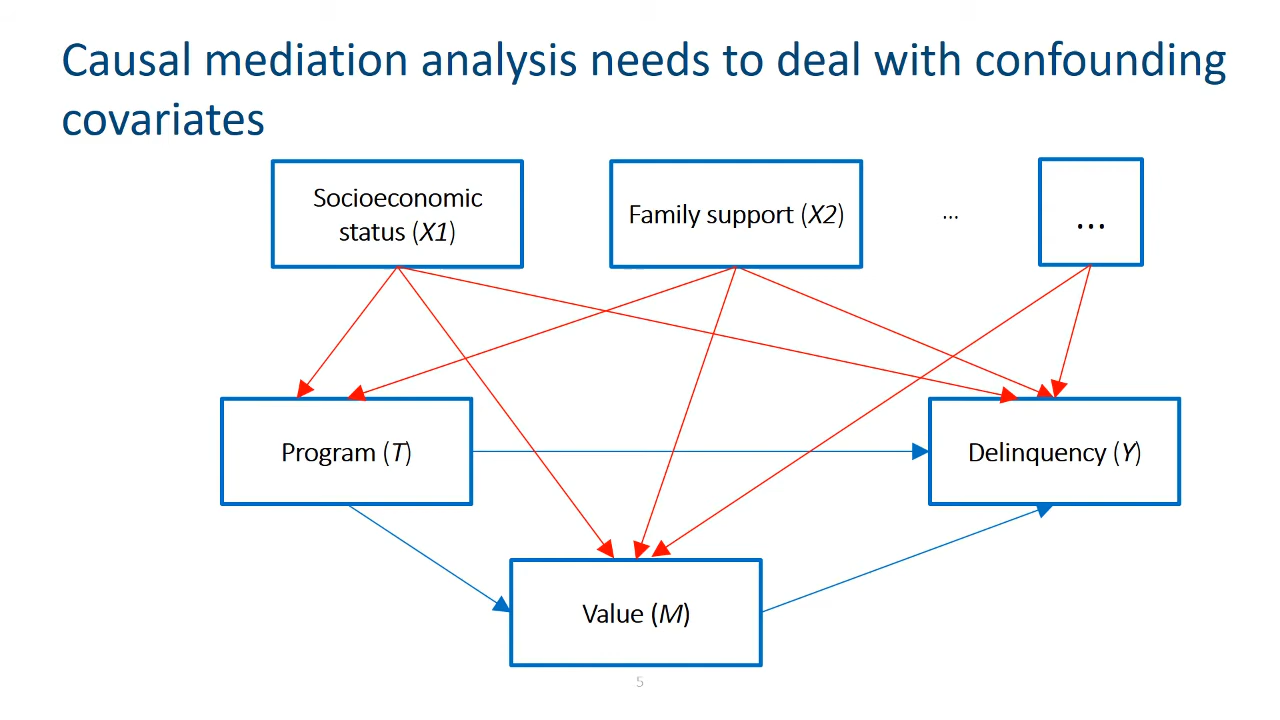 Causal mediation analysis needs to deal with confounding
covariates
Socioeconomic
status (X1)
Family support (X2)
...
...
Program (T)
Delinquency (Y)
Value (M)
5